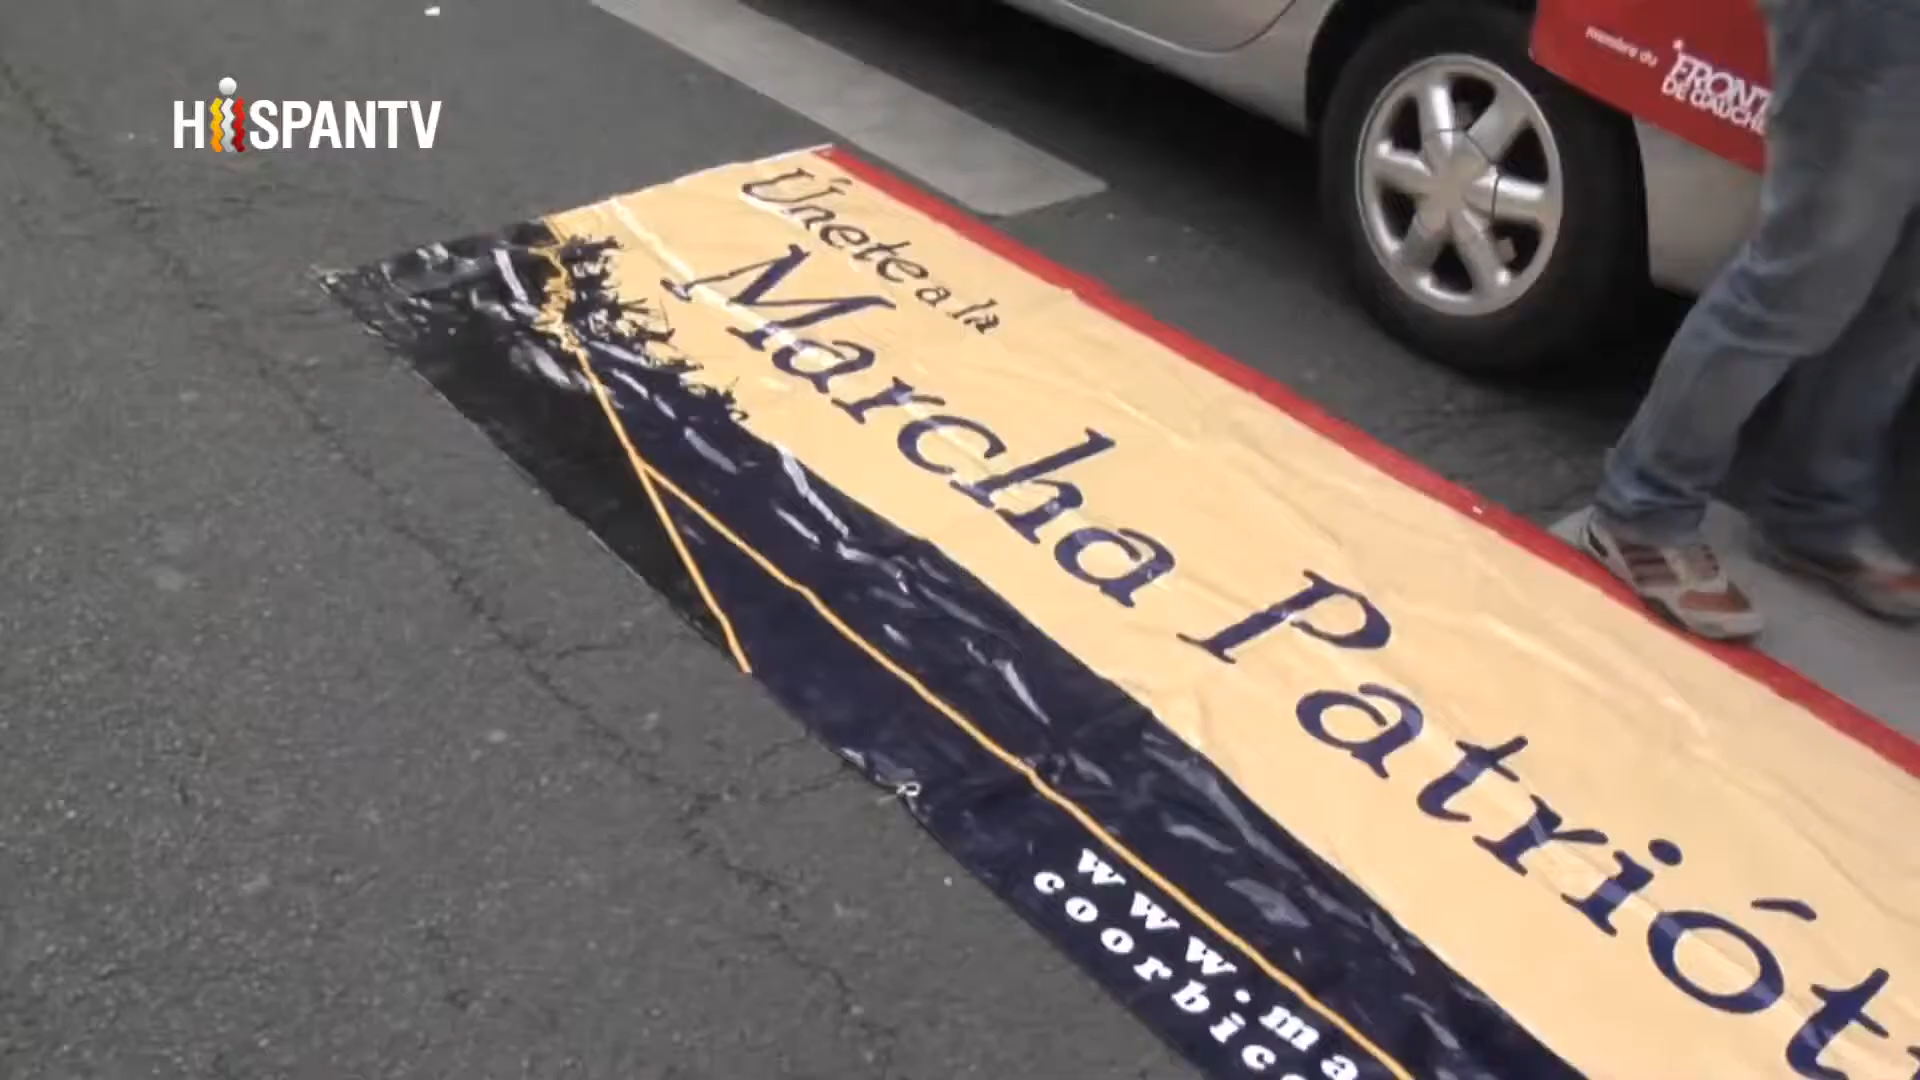 HISPANTV
membre du
FRONT
DE GAUCHE
Únete a la
Marcha Patriót
www.ma
coorbic